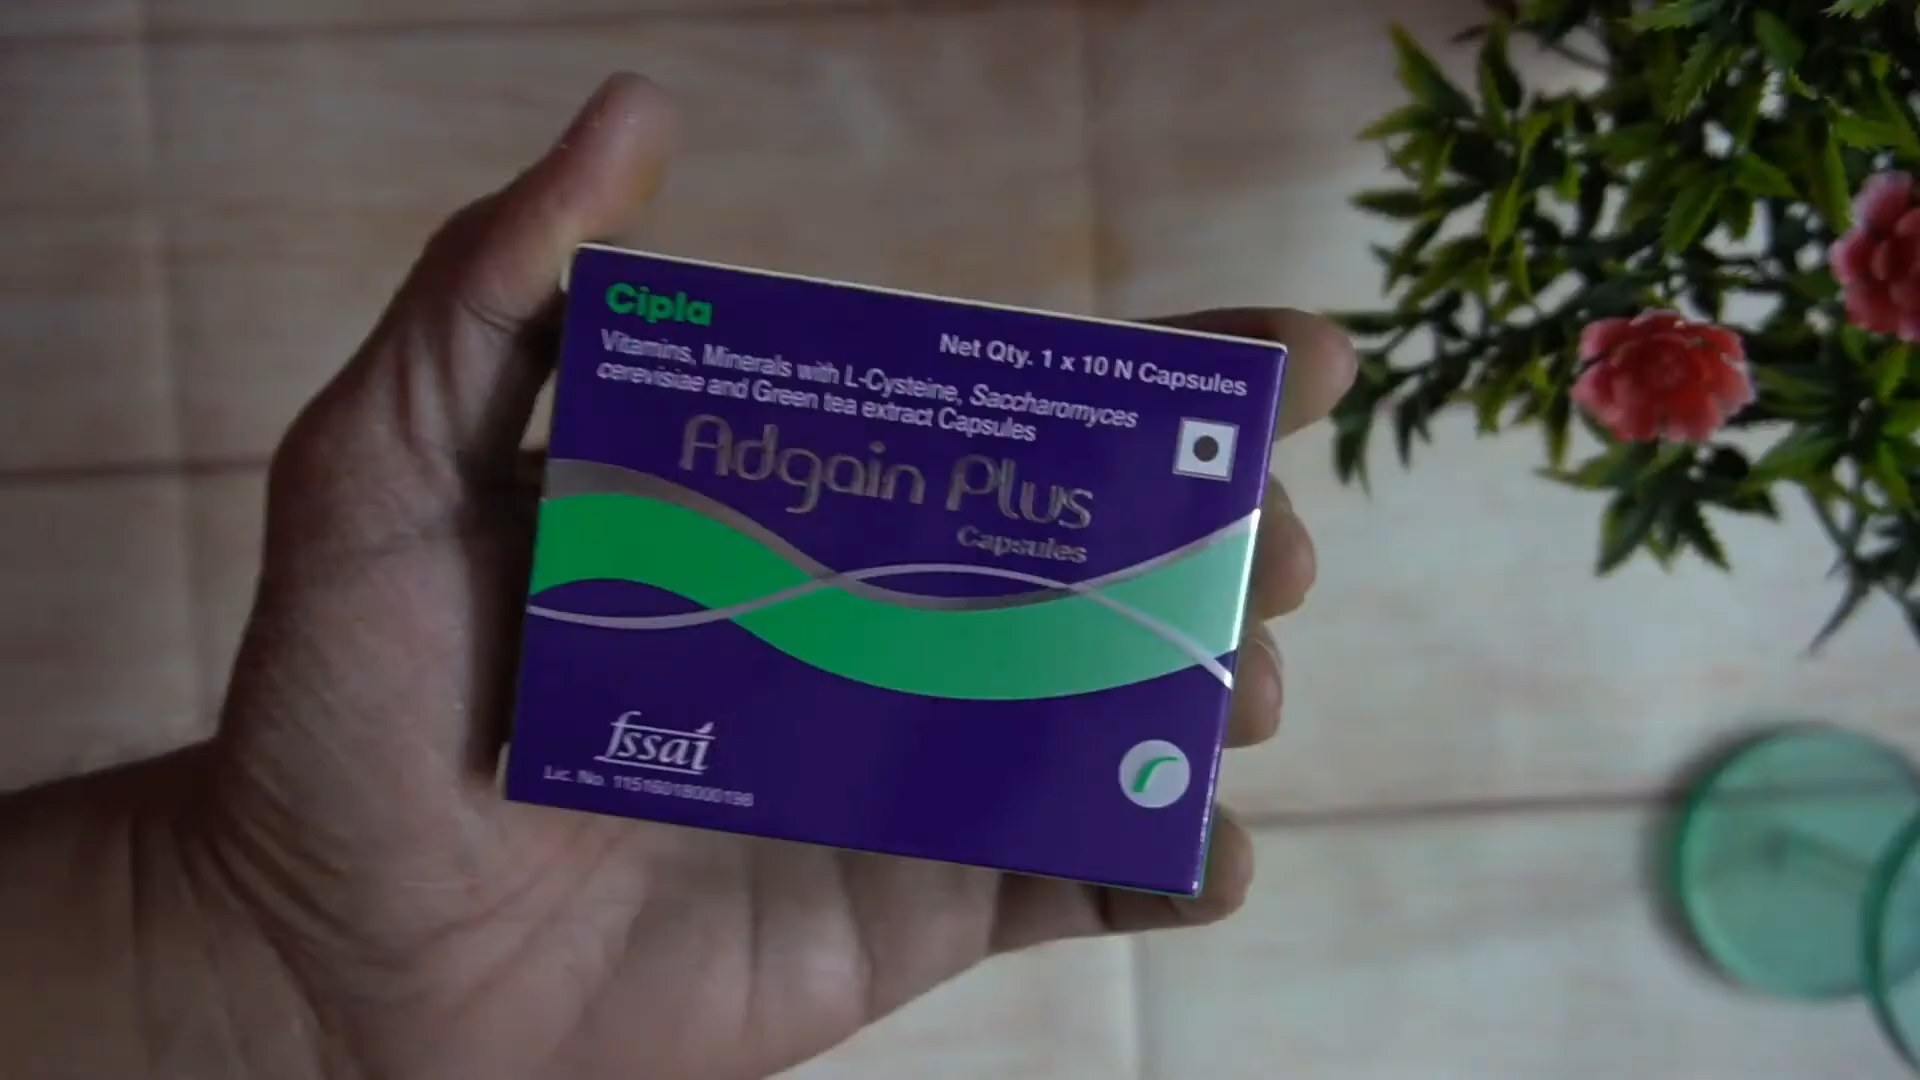 Cipla
Net Qty. 1 x 10 N Capsules
Vitamins, Minerals with L-Cysteine, Saccharomyces
cerevisiae and Green tea extract Capsules
Adgain Plus
Capsules
fssai
Lic. No. 11516018000198